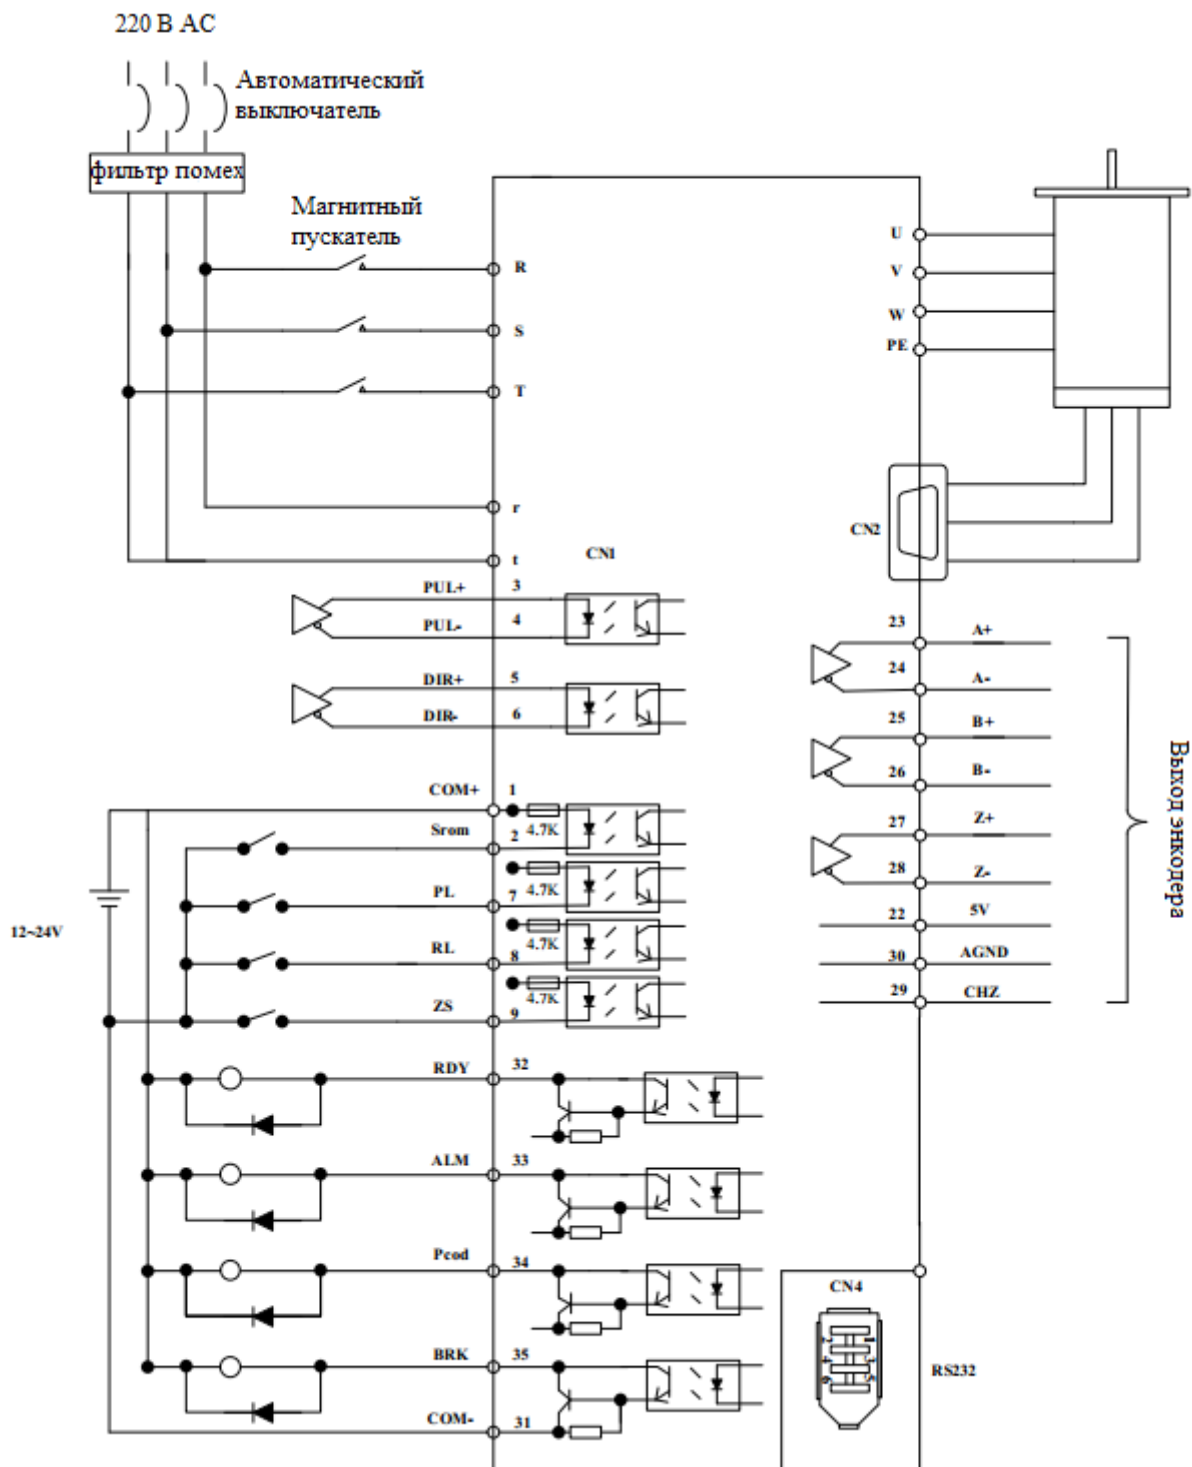 220 В АС
Автоматический
выключатель
фильтр помех
Магнитный
пускатель
R
S
T
r
t
U
V
W
PE
CN2
CN1
PUL+ 3
PUL- 4
DIR+ 5
DIR- 6
COM+ 1
4.7K
Srom 2
4.7K
PL 7
4.7K
RL 8
4.7K
ZS 9
12~24V
RDY 32
ALM 33
Pcod 34
BRK 35
COM- 31
23 A+
24 A-
25 B+
26 B-
27 Z+
28 Z-
22 5V
30 AGND
29 CHZ
Выход энкодера
CN4
RS232